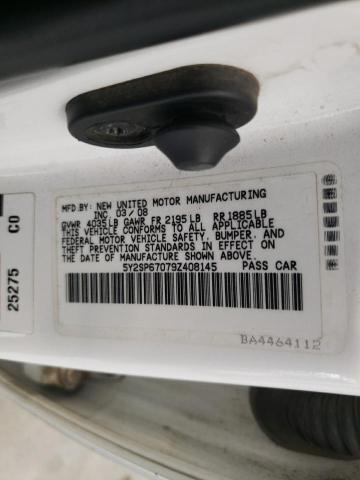 MFD.BY: NEW UNITED MOTOR MANUFACTURING
INC. 03/08
GVWR 4035LB GAWR FR 2195LB RR1885LB
THIS VEHICLE CONFORMS TO ALL APPLICABLE
FEDERAL MOTOR VEHICLE SAFETY, BUMPER, AND
THEFT PREVENTION STANDARDS IN EFFECT ON
THE DATE OF MANUFACTURE SHOWN ABOVE.
5Y2SP67079Z408145 PASS CAR
BA4464112
25275 CO